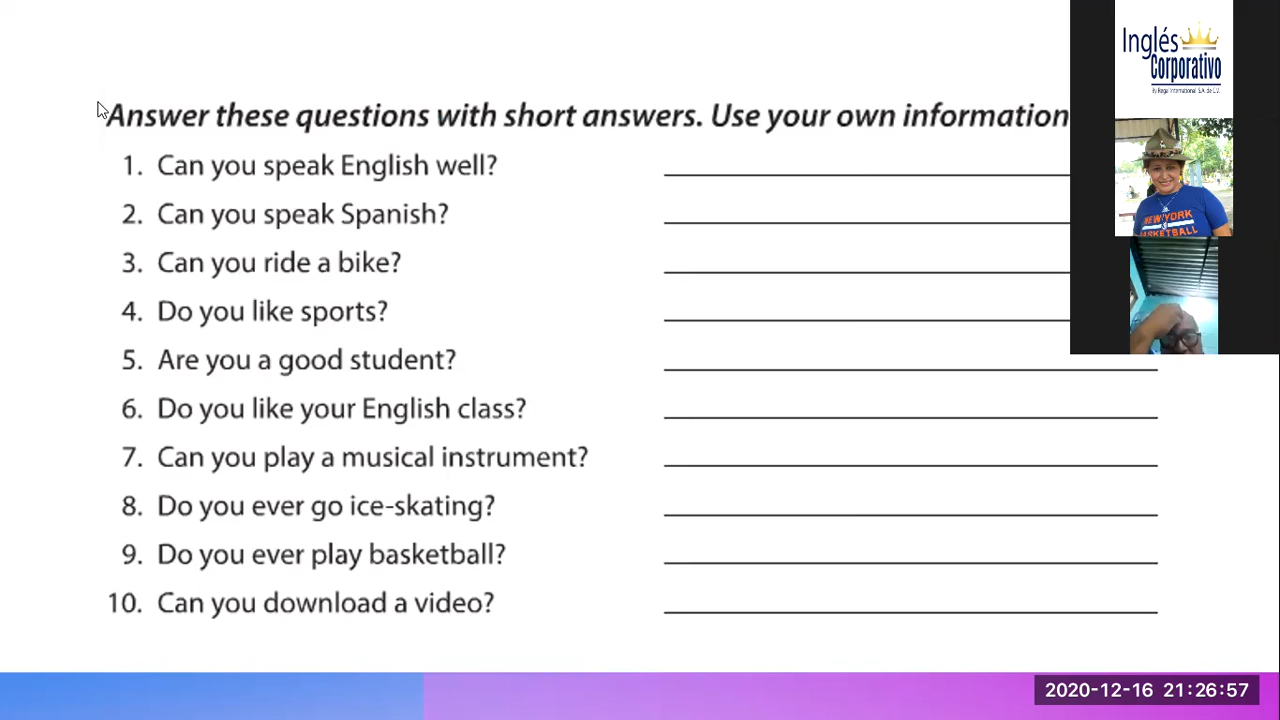 Answer these questions with short answers. Use your own information
1. Can you speak English well?
2. Can you speak Spanish?
3. Can you ride a bike?
4. Do you like sports?
5. Are you a good student?
6. Do you like your English class?
7. Can you play a musical instrument?
8. Do you ever go ice-skating?
9. Do you ever play basketball?
10. Can you download a video?
Inglés
Corporativo
By Regal International S.A. de C.V.
NEW YORK
BASKETBALL
2020-12-16 21:26:57